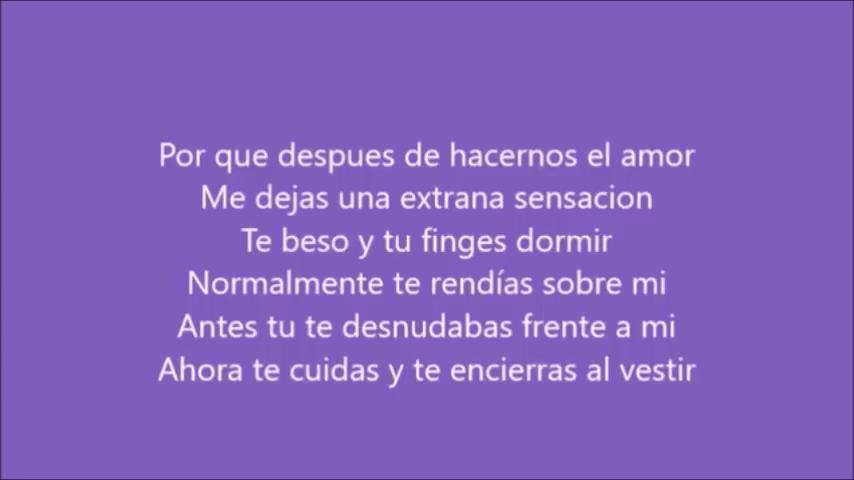 Por que despues de hacernos el amor
Me dejas una extrana sensacion
Te beso y tu finges dormir
Normalmente te rendías sobre mi
Antes tu te desnudabas frente a mi
Ahora te cuidas y te encierras al vestir